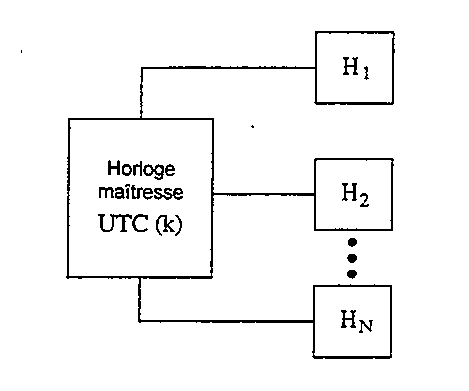 H1
Horloge
maîtresse
UTC (k)
H2
HN